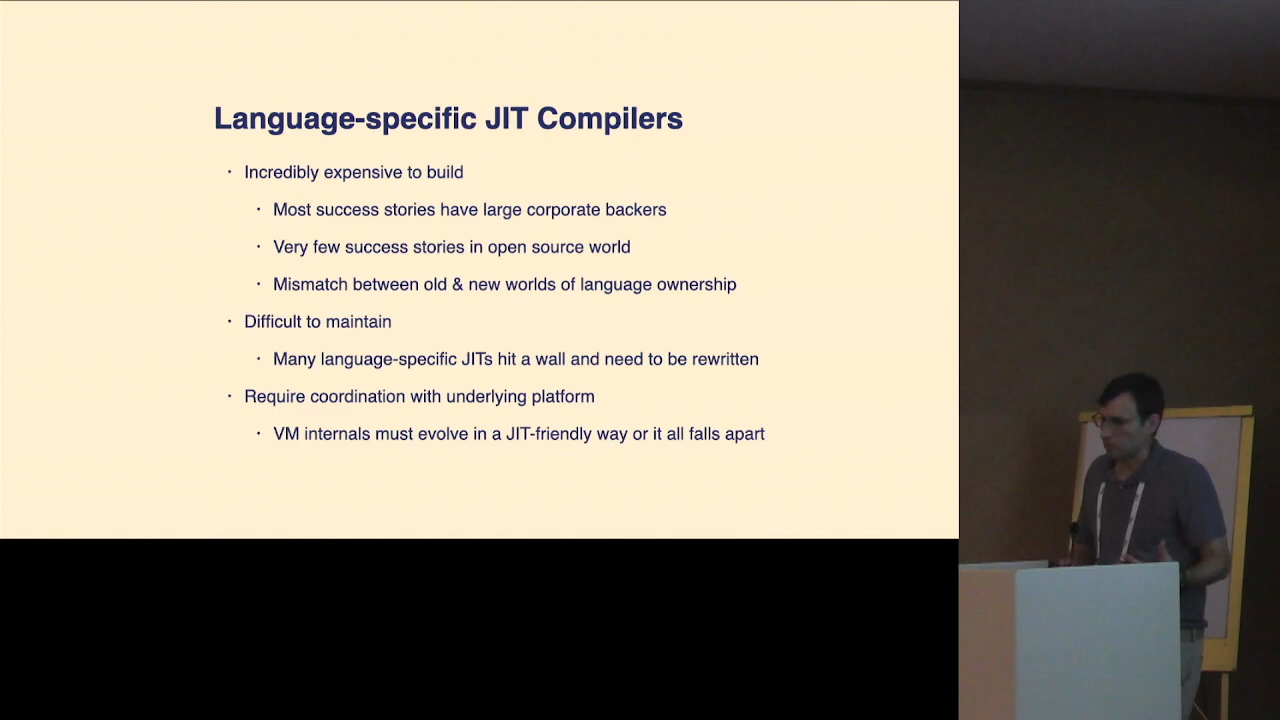 Language-specific JIT Compilers
· Incredibly expensive to build
· Most success stories have large corporate backers
· Very few success stories in open source world
· Mismatch between old & new worlds of language ownership
· Difficult to maintain
· Many language-specific JITs hit a wall and need to be rewritten
· Require coordination with underlying platform
· VM internals must evolve in a JIT-friendly way or it all falls apart